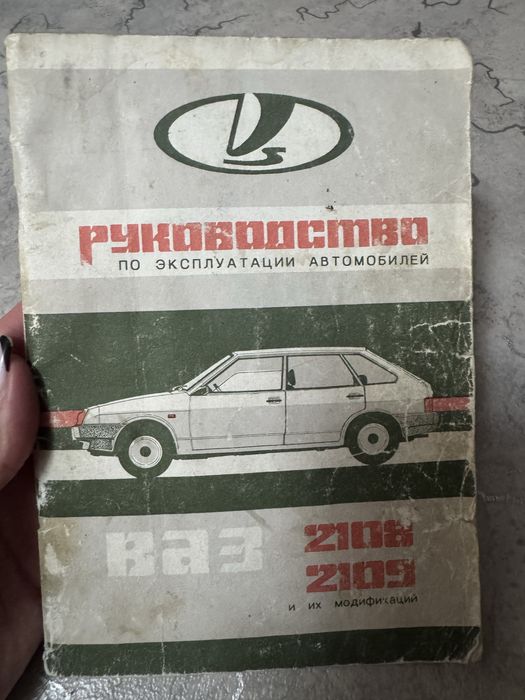 РУКОВОДСТВО
ПО ЭКСПЛУАТАЦИИ АВТОМОБИЛЕЙ
ВАЗ 2108
2109
И ИХ МОДИФИКАЦИЙ